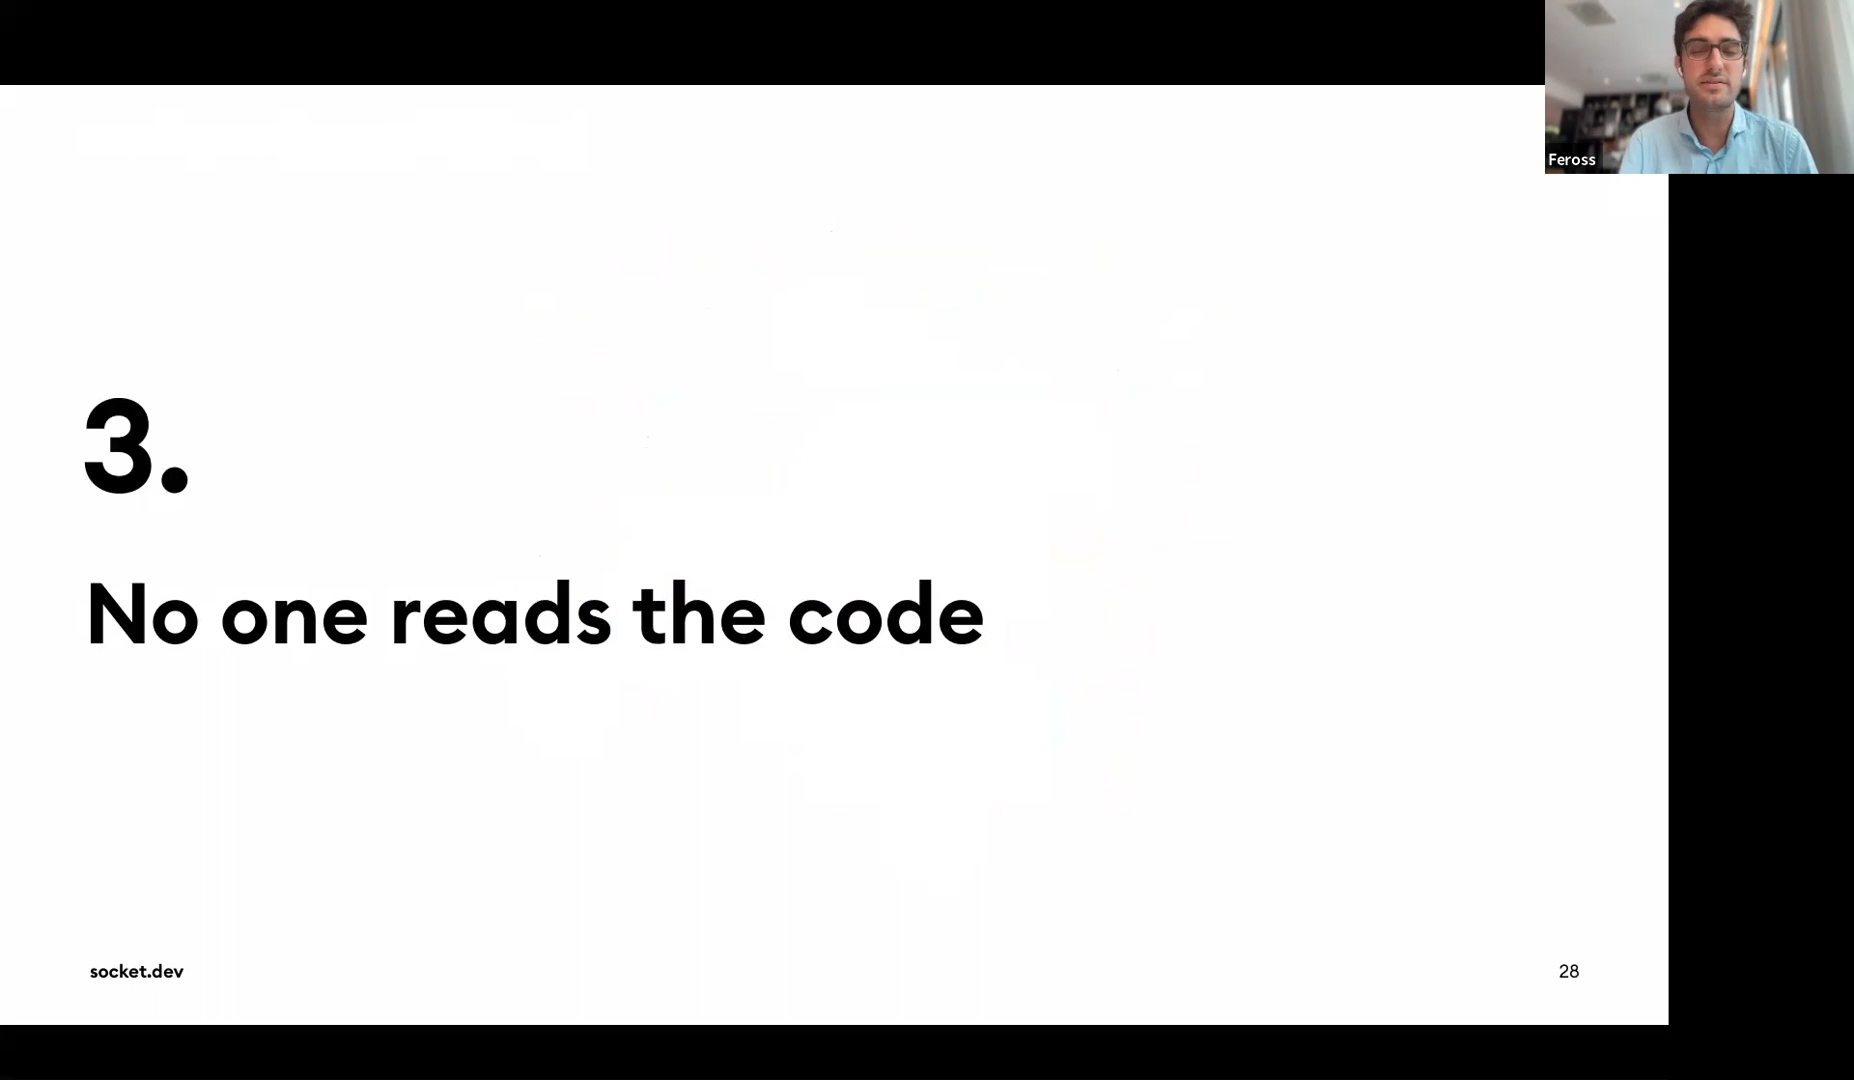 Feross
3.
No one reads the code
socket.dev
28